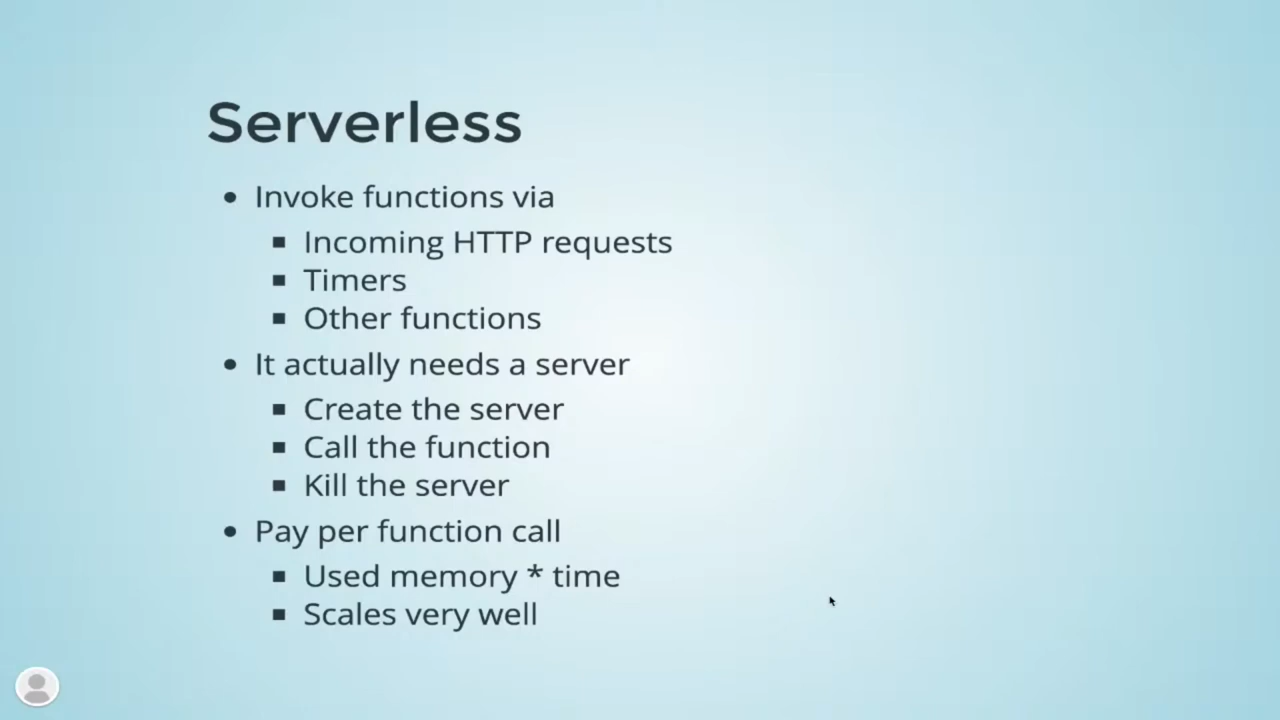 Serverless
Invoke functions via
Incoming HTTP requests
Timers
Other functions
It actually needs a server
Create the server
Call the function
Kill the server
Pay per function call
Used memory * time
Scales very well